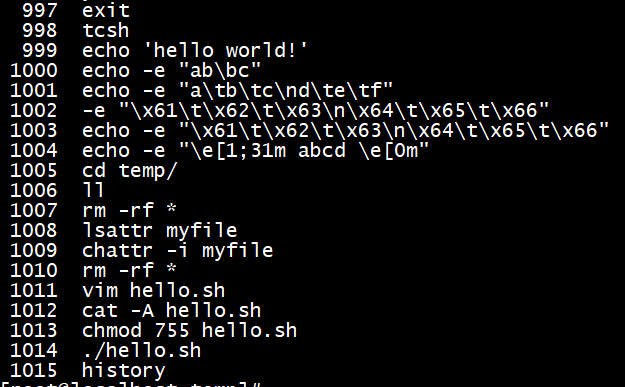 997 exit
998 tcsh
999 echo 'hello world!'
1000 echo -e "ab\bc"
1001 echo -e "a\tb\tc\nd\te\tf"
1002 -e "\x61\t\x62\t\x63\n\x64\t\x65\t\x66"
1003 echo -e "\x61\t\x62\t\x63\n\x64\t\x65\t\x66"
1004 echo -e "\e[1;31m abcd \e[0m"
1005 cd temp/
1006 ll
1007 rm -rf *
1008 lsattr myfile
1009 chattr -i myfile
1010 rm -rf *
1011 vim hello.sh
1012 cat -A hello.sh
1013 chmod 755 hello.sh
1014 ./hello.sh
1015 history
[root@localhost temp]#